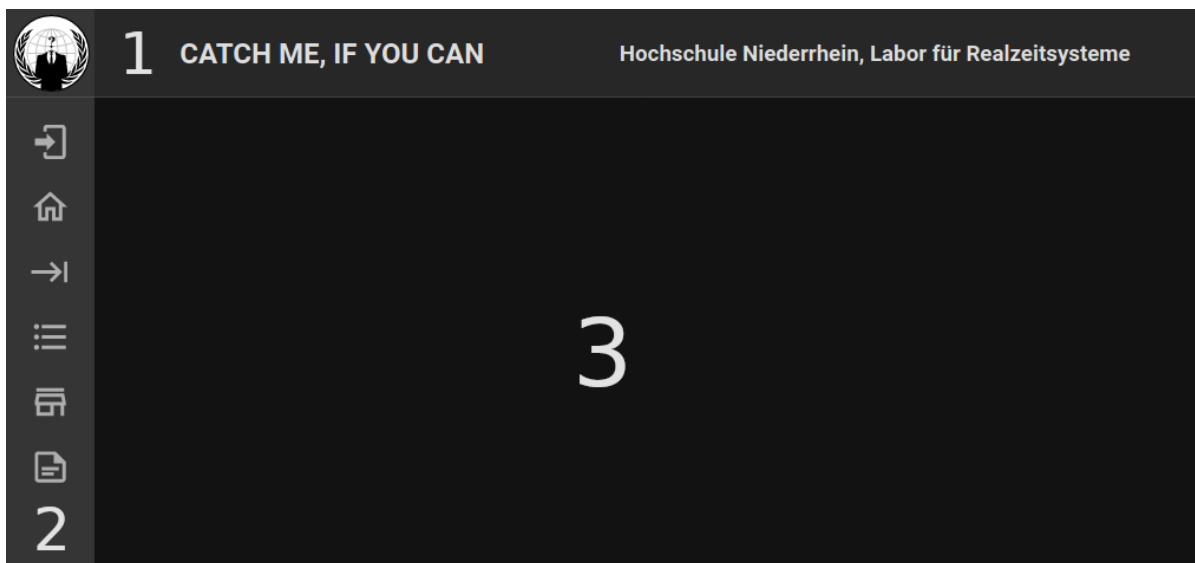 ?
1 CATCH ME, IF YOU CAN Hochschule Niederrhein, Labor für Realzeitsysteme
3
2